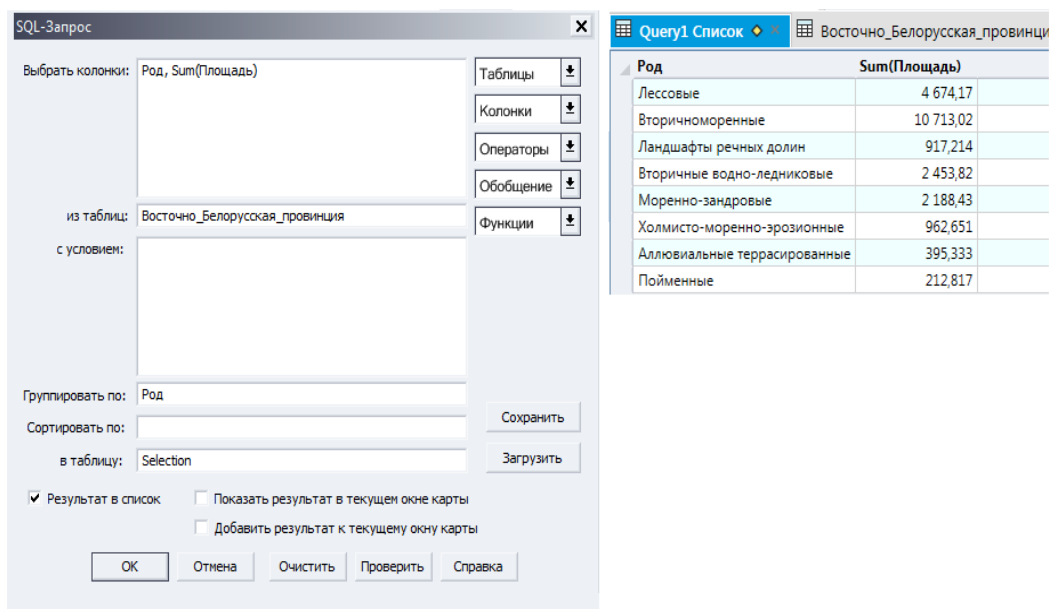 SQL-Запрос
Выбрать колонки: Род, Sum(Площадь)
Таблицы
Колонки
Операторы
Обобщение
Функции
из таблиц: Восточно_Белорусская_провинция
с условием:
Группировать по: Род
Сортировать по:
в таблицу: Selection
Сохранить
Загрузить
Результат в список
Показать результат в текущем окне карты
Добавить результат к текущему окну карты
ОК Отмена Очистить Проверить Справка
Query1 Список Восточно_Белорусская_провинци
Род Sum(Площадь)
Лессовые 4 674,17
Вторичноморенные 10 713,02
Ландшафты речных долин 917,214
Вторичные водно-ледниковые 2 453,82
Моренно-зандровые 2 188,43
Холмисто-моренно-эрозионные 962,651
Аллювиальные террасированные 395,333
Пойменные 212,817